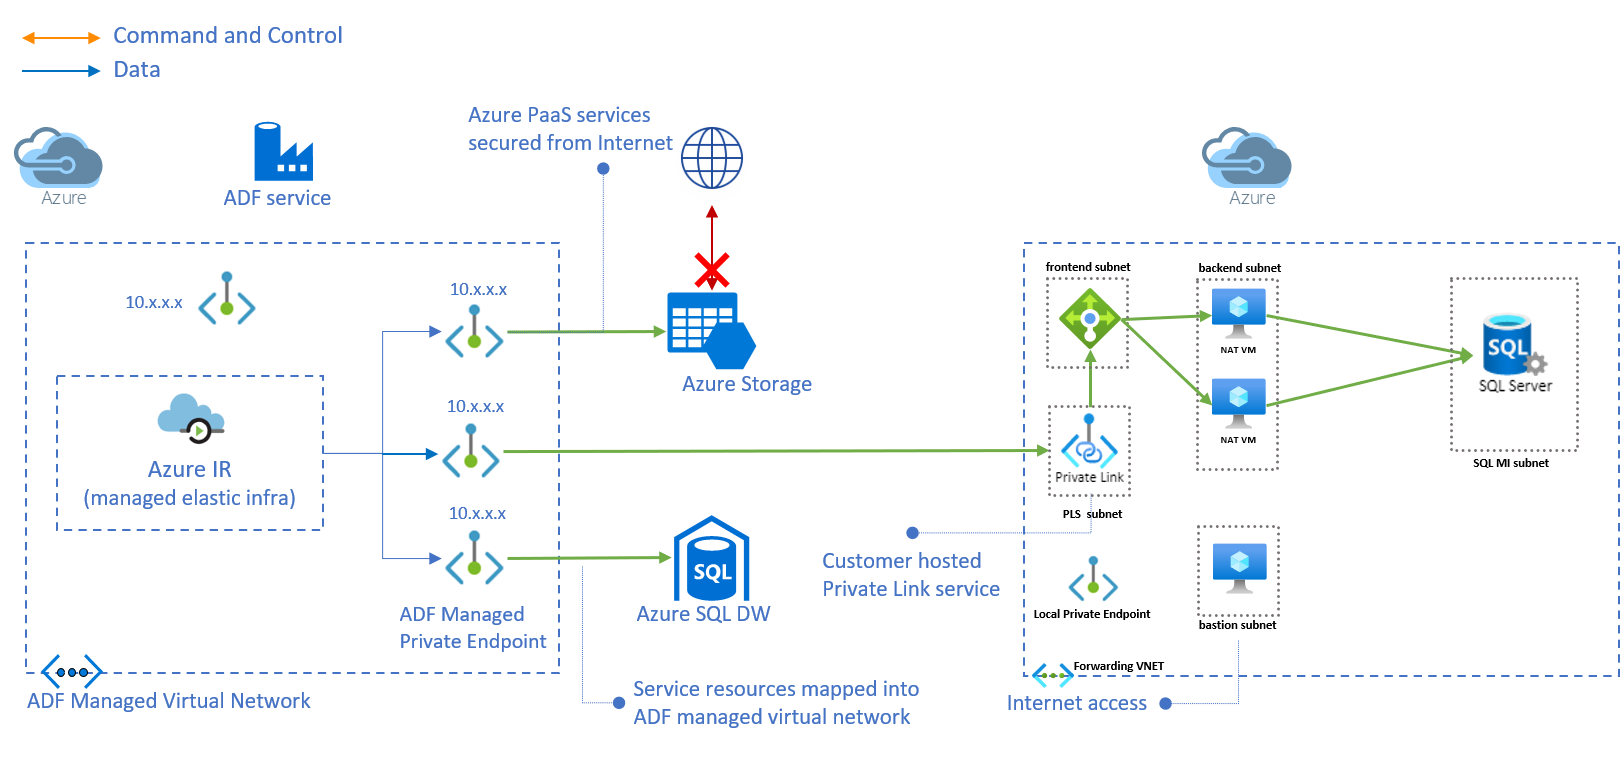 Command and Control
Data
Azure PaaS services
secured from Internet
Azure
ADF service
Azure
10.x.x.x
10.x.x.x
frontend subnet
backend subnet
NAT VM
SQL
SQL Server
Azure Storage
10.x.x.x
NAT VM
Azure IR
(managed elastic infra)
Private Link
SQL MI subnet
10.x.x.x
PLS subnet
Customer hosted
Private Link service
SQL
Azure SQL DW
ADF Managed
Private Endpoint
Local Private Endpoint
bastion subnet
Forwarding VNET
ADF Managed Virtual Network
Service resources mapped into
ADF managed virtual network
Internet access